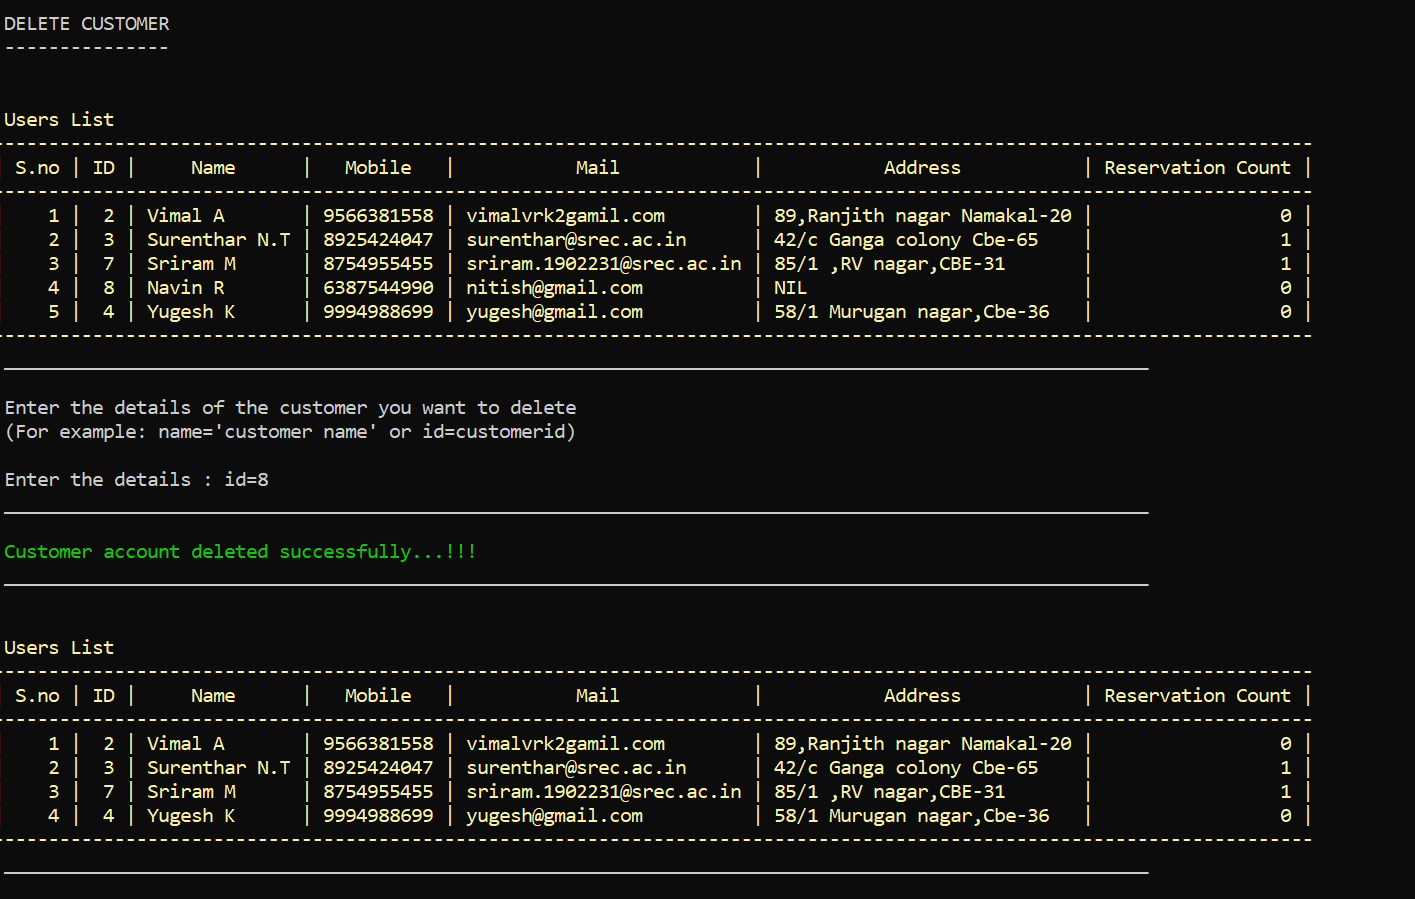 DELETE CUSTOMER
---------------
Users List
S.no | ID | Name | Mobile | Mail | Address | Reservation Count |
1 | 2 | Vimal A | 9566381558 | vimalvrk2gamil.com | 89,Ranjith nagar Namakal-20 | 0 |
2 | 3 | Surenthar N.T | 8925424047 | surenthar@srec.ac.in | 42/c Ganga colony Cbe-65 | 1 |
3 | 7 | Sriram M | 8754955455 | sriram.1902231@srec.ac.in | 85/1 ,RV nagar,CBE-31 | 1 |
4 | 8 | Navin R | 6387544990 | nitish@gmail.com | NIL | 0 |
5 | 4 | Yugesh K | 9994988699 | yugesh@gmail.com | 58/1 Murugan nagar,Cbe-36 | 0 |
Enter the details of the customer you want to delete
(For example: name='customer name' or id=customerid)
Enter the details : id=8
Customer account deleted successfully...!!!
Users List
S.no | ID | Name | Mobile | Mail | Address | Reservation Count |
1 | 2 | Vimal A | 9566381558 | vimalvrk2gamil.com | 89,Ranjith nagar Namakal-20 | 0 |
2 | 3 | Surenthar N.T | 8925424047 | surenthar@srec.ac.in | 42/c Ganga colony Cbe-65 | 1 |
3 | 7 | Sriram M | 8754955455 | sriram.1902231@srec.ac.in | 85/1 ,RV nagar,CBE-31 | 1 |
4 | 4 | Yugesh K | 9994988699 | yugesh@gmail.com | 58/1 Murugan nagar,Cbe-36 | 0 |